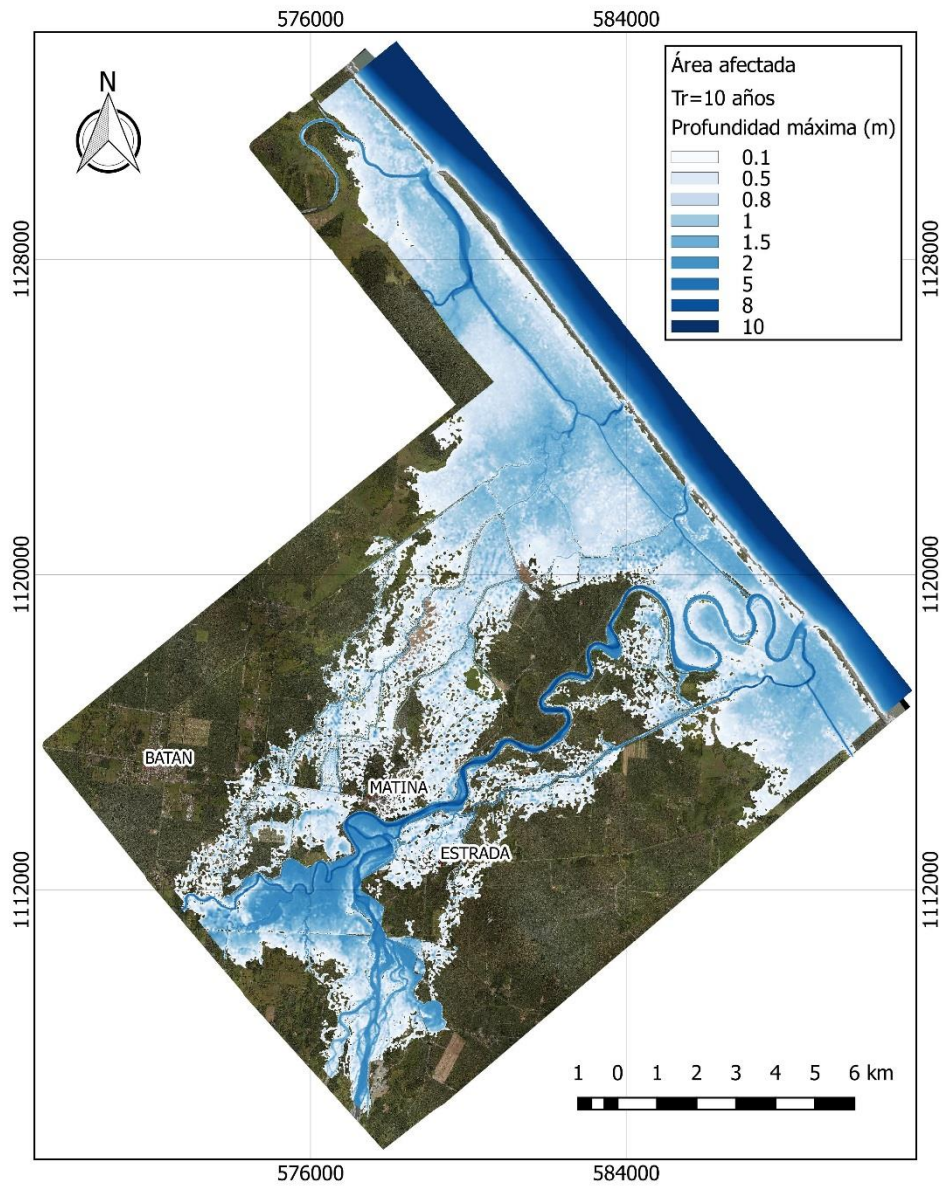 576000
584000
N
Área afectada
Tr=10 años
Profundidad máxima (m)
0.1
0.5
0.8
1
1.5
2
5
8
10
1128000
1128000
1120000
1120000
BATAN
MATINA
ESTRADA
1112000
1112000
1 0 1 2 3 4 5 6 km
576000
584000